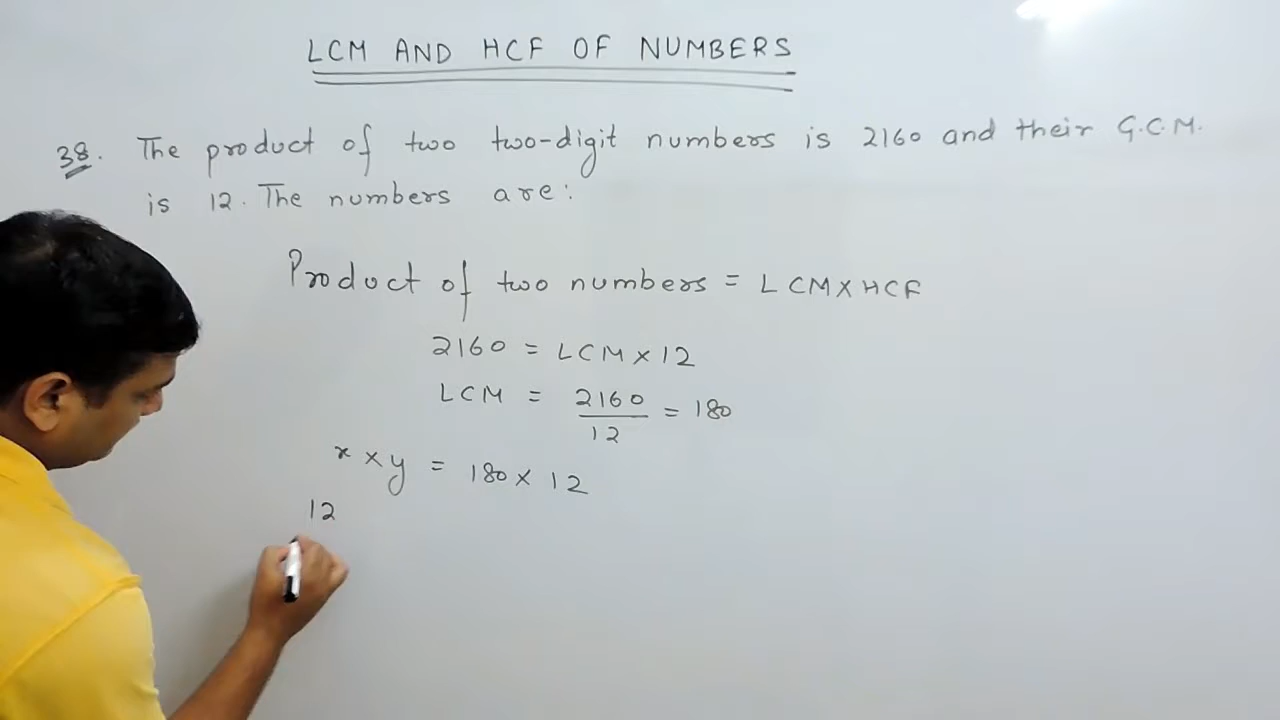 LCM AND HCF OF NUMBERS
38. The product of two two-digit numbers is 2160 and their G.C.M.
is 12. The numbers are:
Product of two numbers = LCM X HCF
2160 = LCM × 12
LCM = 2160/12 = 180
x × y = 180 × 12
12